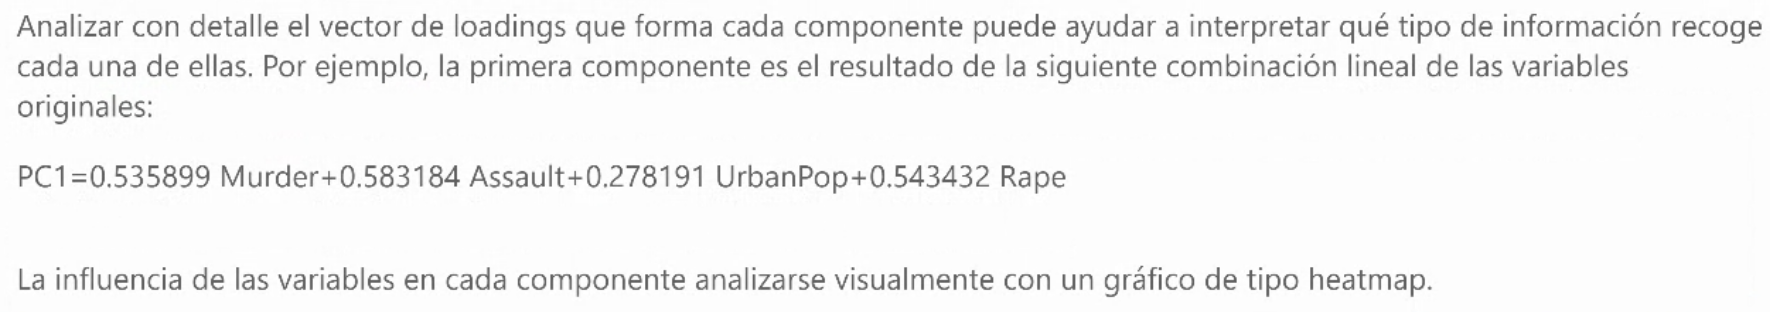 Analizar con detalle el vector de loadings que forma cada componente puede ayudar a interpretar qué tipo de información recoge
cada una de ellas. Por ejemplo, la primera componente es el resultado de la siguiente combinación lineal de las variables
originales:
PC1=0.535899 Murder+0.583184 Assault+0.278191 UrbanPop+0.543432 Rape
La influencia de las variables en cada componente analizarse visualmente con un gráfico de tipo heatmap.